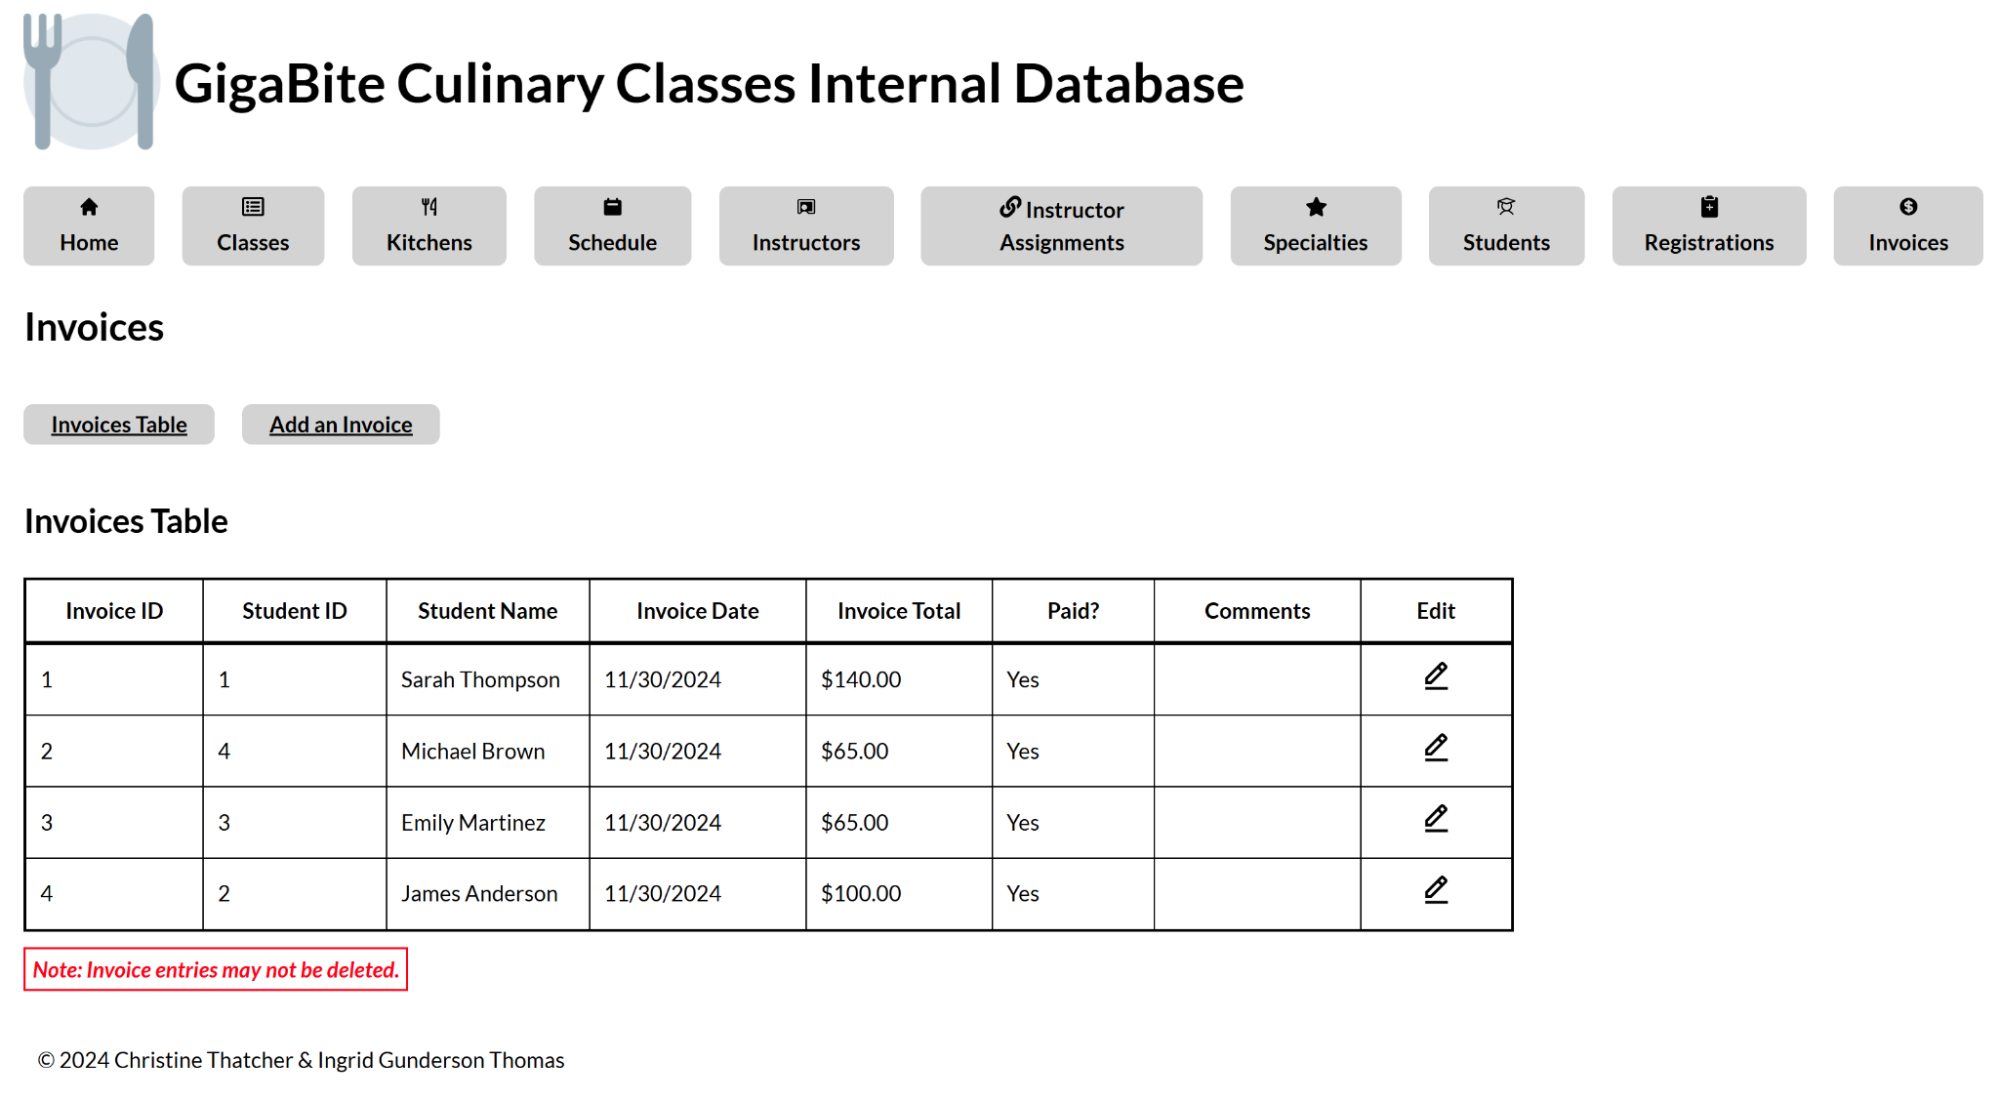 GigaBite Culinary Classes Internal Database
Home
Classes
Kitchens
Schedule
Instructors
Instructor
Assignments
Specialties
Students
Registrations
Invoices
Invoices
Invoices Table
Add an Invoice
Invoices Table
Invoice ID Student ID Student Name Invoice Date Invoice Total Paid? Comments Edit
1 1 Sarah Thompson 11/30/2024 $140.00 Yes
2 4 Michael Brown 11/30/2024 $65.00 Yes
3 3 Emily Martinez 11/30/2024 $65.00 Yes
4 2 James Anderson 11/30/2024 $100.00 Yes
Note: Invoice entries may not be deleted.
© 2024 Christine Thatcher & Ingrid Gunderson Thomas